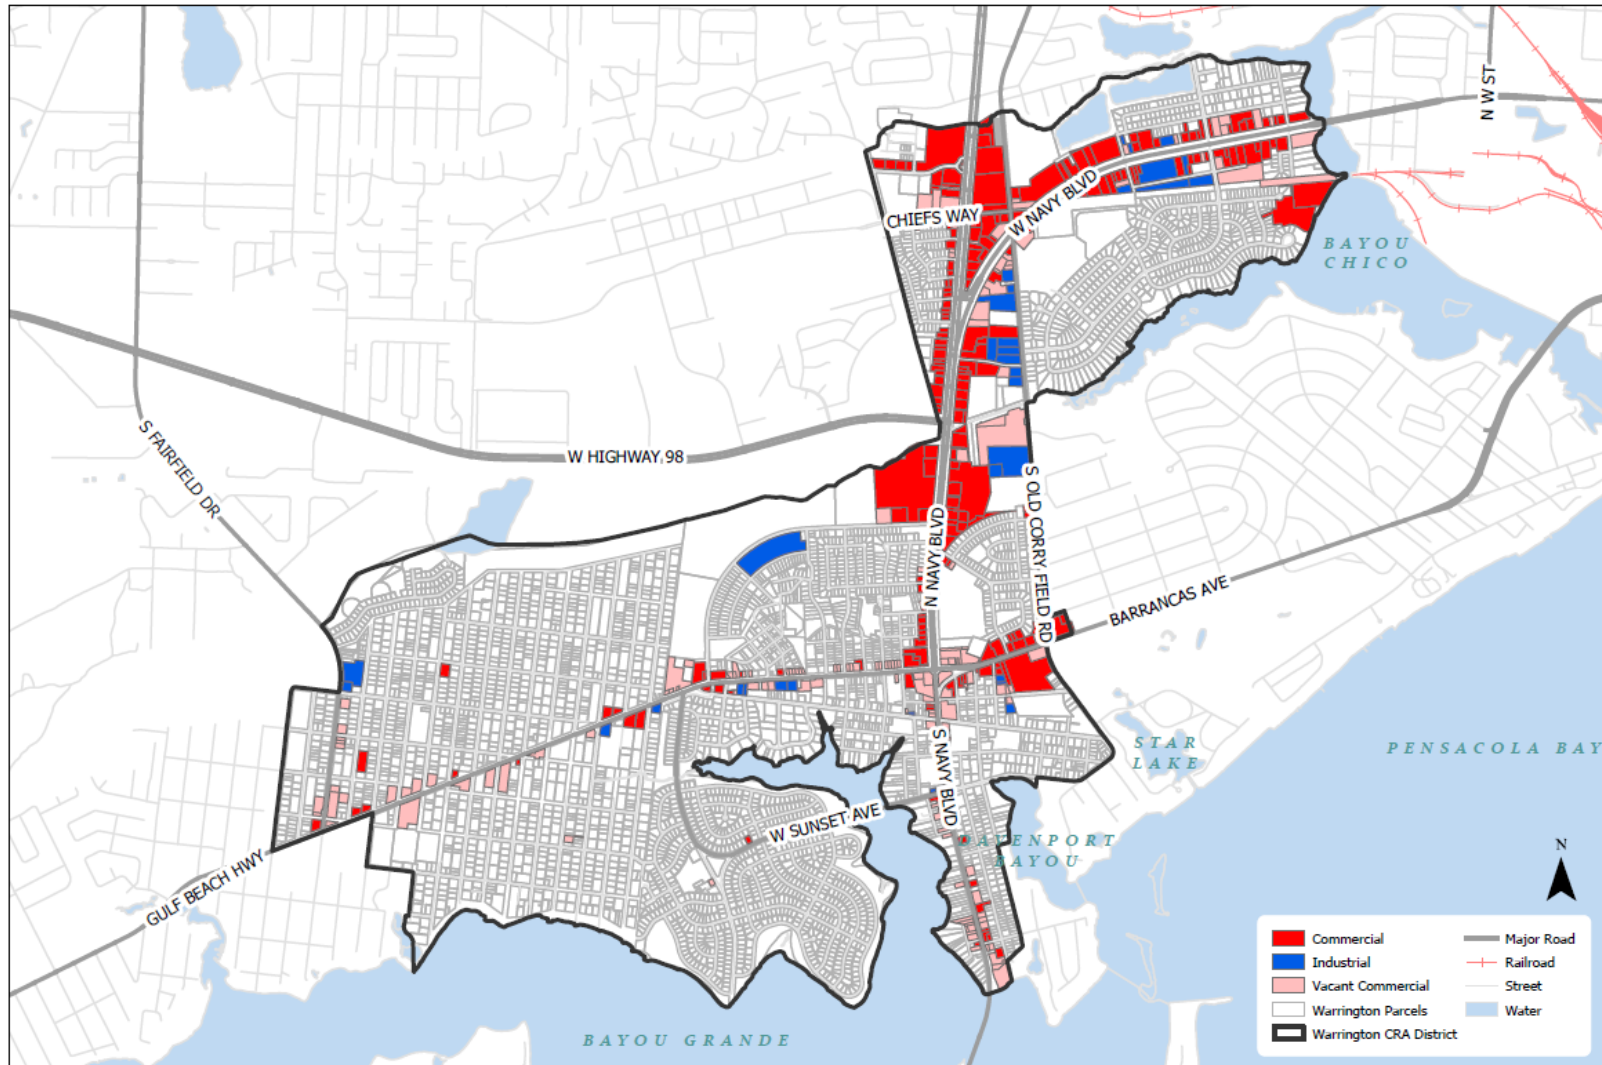 N W ST
CHIEFS WAY
W NAVY BLVD
BAYOU
CHICO
S FAIRFIELD DR
W HIGHWAY 98
S OLD CORRY FIELD RD
N NAVY BLVD
BARRANCAS AVE
STAR
LAKE
PENSACOLA BAY
S NAVY BLVD
W SUNSET AVE
DAVENPORT
BAYOU
GULF BEACH HWY
BAYOU GRANDE
N
Commercial
Industrial
Vacant Commercial
Warrington Parcels
Warrington CRA District
Major Road
Railroad
Street
Water